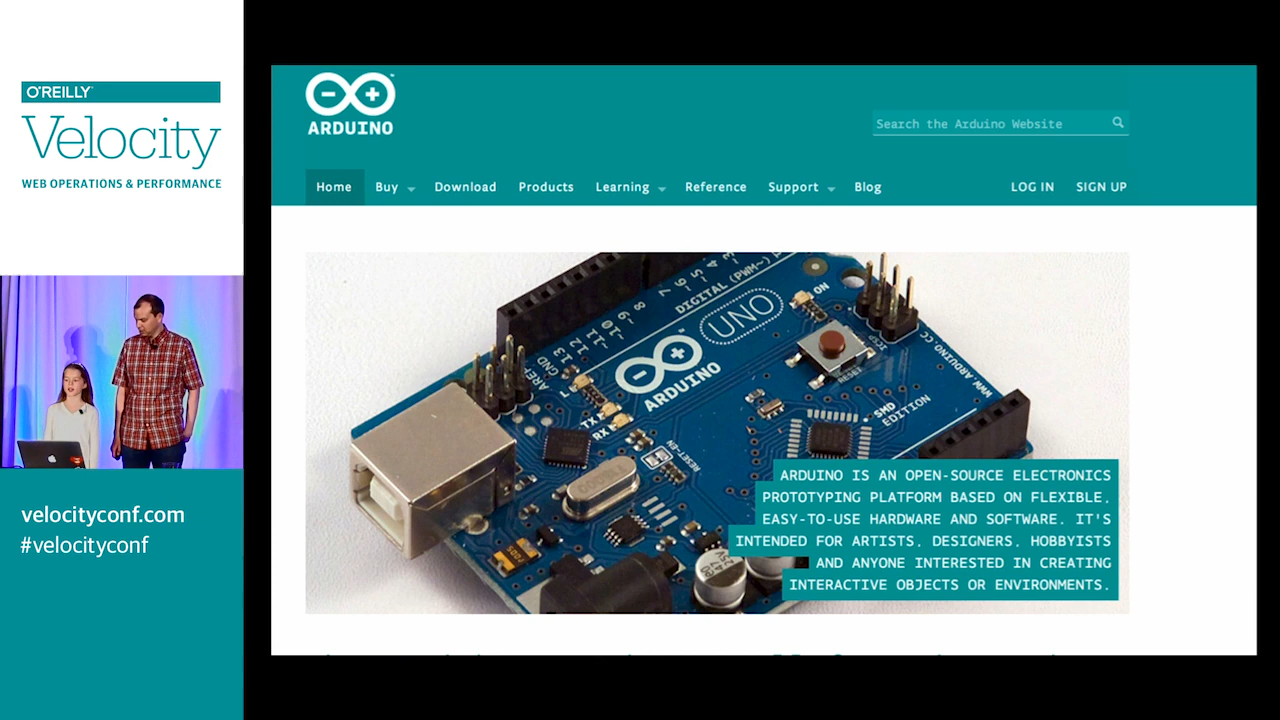 O'REILLY
Velocity
WEB OPERATIONS & PERFORMANCE
velocityconf.com
#velocityconf
ARDUINO
Search the Arduino Website
Home Buy Download Products Learning Reference Support Blog LOG IN SIGN UP
DIGITAL (PWM~)
UNO
ON
ARDUINO
ICSP
RESET
WWW.ARDUINO.CC
AREF
GND
13
12
~11
~10
~9
8
7
~6
~5
4
~3
L
TX
RX
RESET-EN
SMD
EDITION
ARDUINO IS AN OPEN-SOURCE ELECTRONICS
PROTOTYPING PLATFORM BASED ON FLEXIBLE,
EASY-TO-USE HARDWARE AND SOFTWARE. IT'S
INTENDED FOR ARTISTS, DESIGNERS, HOBBYISTS
AND ANYONE INTERESTED IN CREATING
INTERACTIVE OBJECTS OR ENVIRONMENTS.